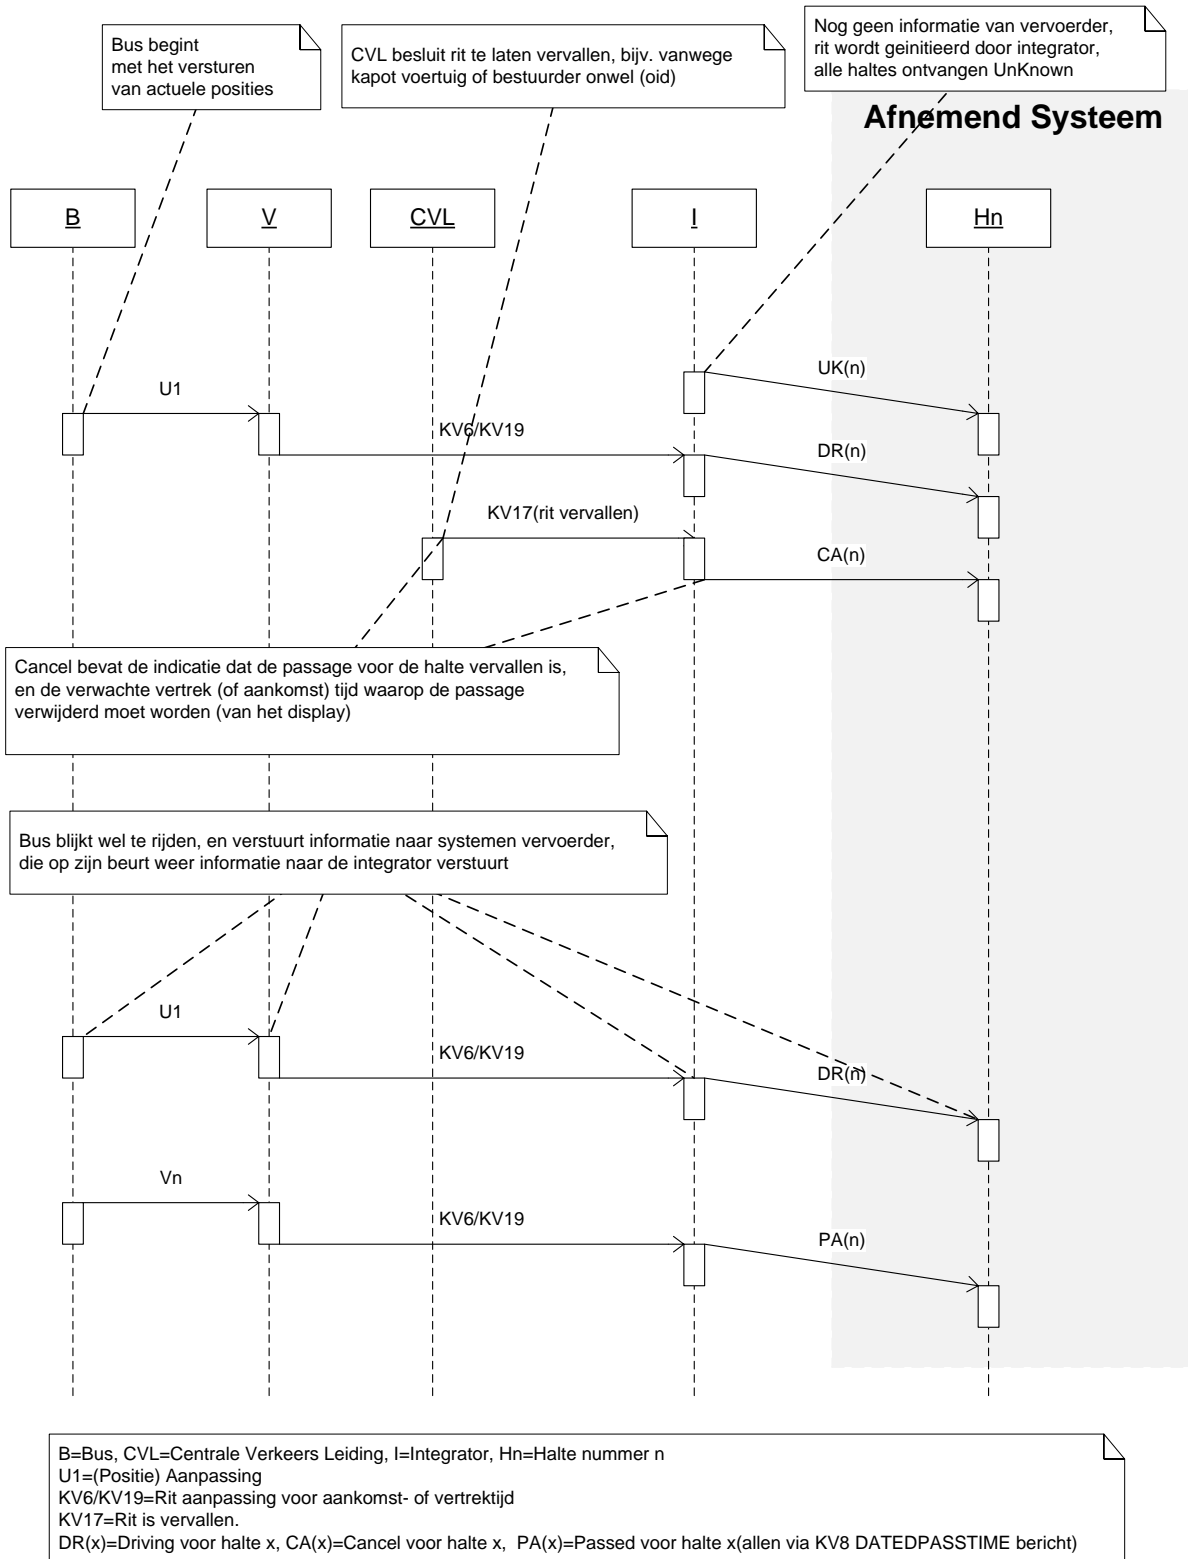 Bus begint
met het versturen
van actuele posities
CVL besluit rit te laten vervallen, bijv. vanwege
kapot voertuig of bestuurder onwel (oid)
Nog geen informatie van vervoerder,
rit wordt geinitieerd door integrator,
alle haltes ontvangen UnKnown
Afnemend Systeem
B
V
CVL
I
Hn
UK(n)
U1
KV6/KV19
DR(n)
KV17(rit vervallen)
CA(n)
Cancel bevat de indicatie dat de passage voor de halte vervallen is,
en de verwachte vertrek (of aankomst) tijd waarop de passage
verwijderd moet worden (van het display)
Bus blijkt wel te rijden, en verstuurt informatie naar systemen vervoerder,
die op zijn beurt weer informatie naar de integrator verstuurt
U1
KV6/KV19
DR(n)
Vn
KV6/KV19
PA(n)
B=Bus, CVL=Centrale Verkeers Leiding, I=Integrator, Hn=Halte nummer n
U1=(Positie) Aanpassing
KV6/KV19=Rit aanpassing voor aankomst- of vertrektijd
KV17=Rit is vervallen.
DR(x)=Driving voor halte x, CA(x)=Cancel voor halte x,  PA(x)=Passed voor halte x(allen via KV8 DATEDPASSTIME bericht)